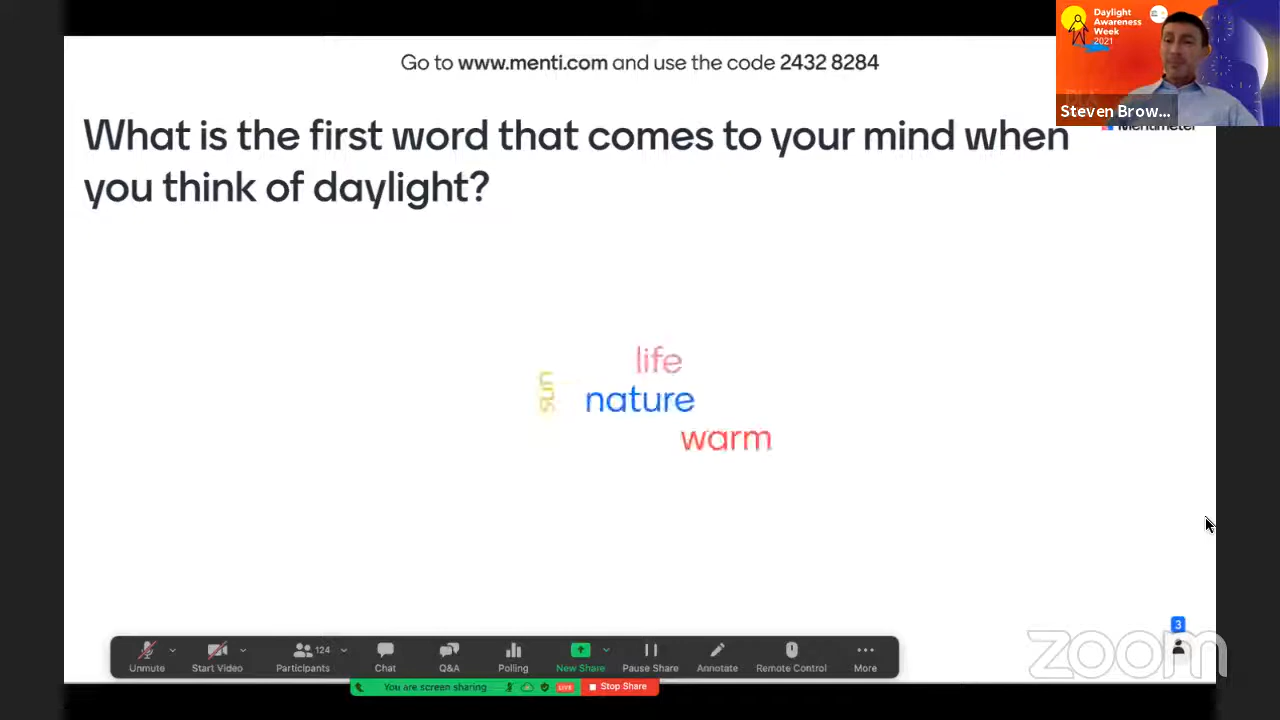 Go to www.menti.com and use the code 2432 8284
Daylight
Awareness
Week
2021
Steven Brow...
Mentimeter
What is the first word that comes to your mind when
you think of daylight?
life
sun
nature
warm
3
zoom
Unmute
Start Video
124
Participants
Chat
Q&A
Polling
New Share
Pause Share
Annotate
Remote Control
More
You are screen sharing
LIVE
Stop Share